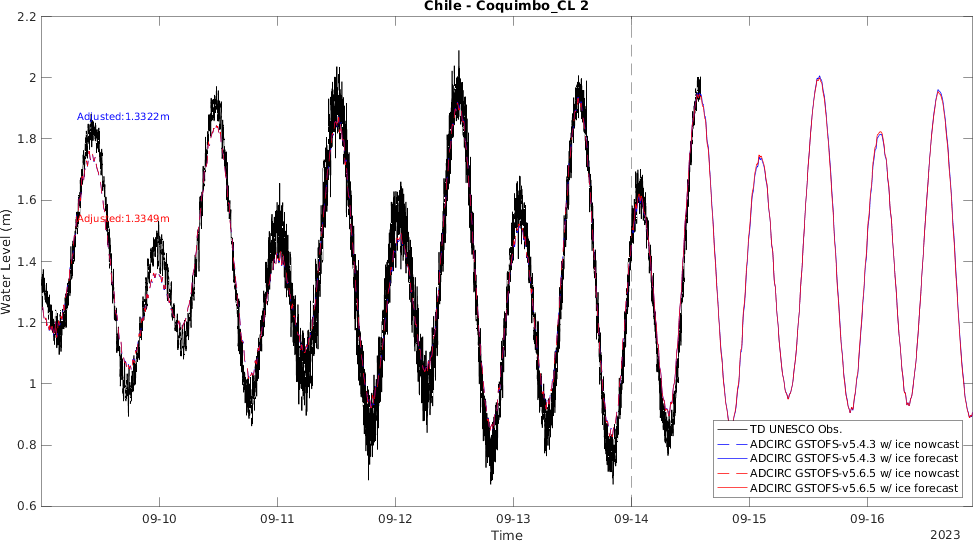 Chile - Coquimbo_CL 2
2.2
2
1.8
1.6
1.4
1.2
1
0.8
0.6
Water Level (m)
Adjusted:1.3322m
Adjusted:1.3349m
TD UNESCO Obs.
ADCIRC GSTOFS-v5.4.3 w/ ice nowcast
ADCIRC GSTOFS-v5.4.3 w/ ice forecast
ADCIRC GSTOFS-v5.6.5 w/ ice nowcast
ADCIRC GSTOFS-v5.6.5 w/ ice forecast
09-10 09-11 09-12 09-13 09-14 09-15 09-16
Time
2023